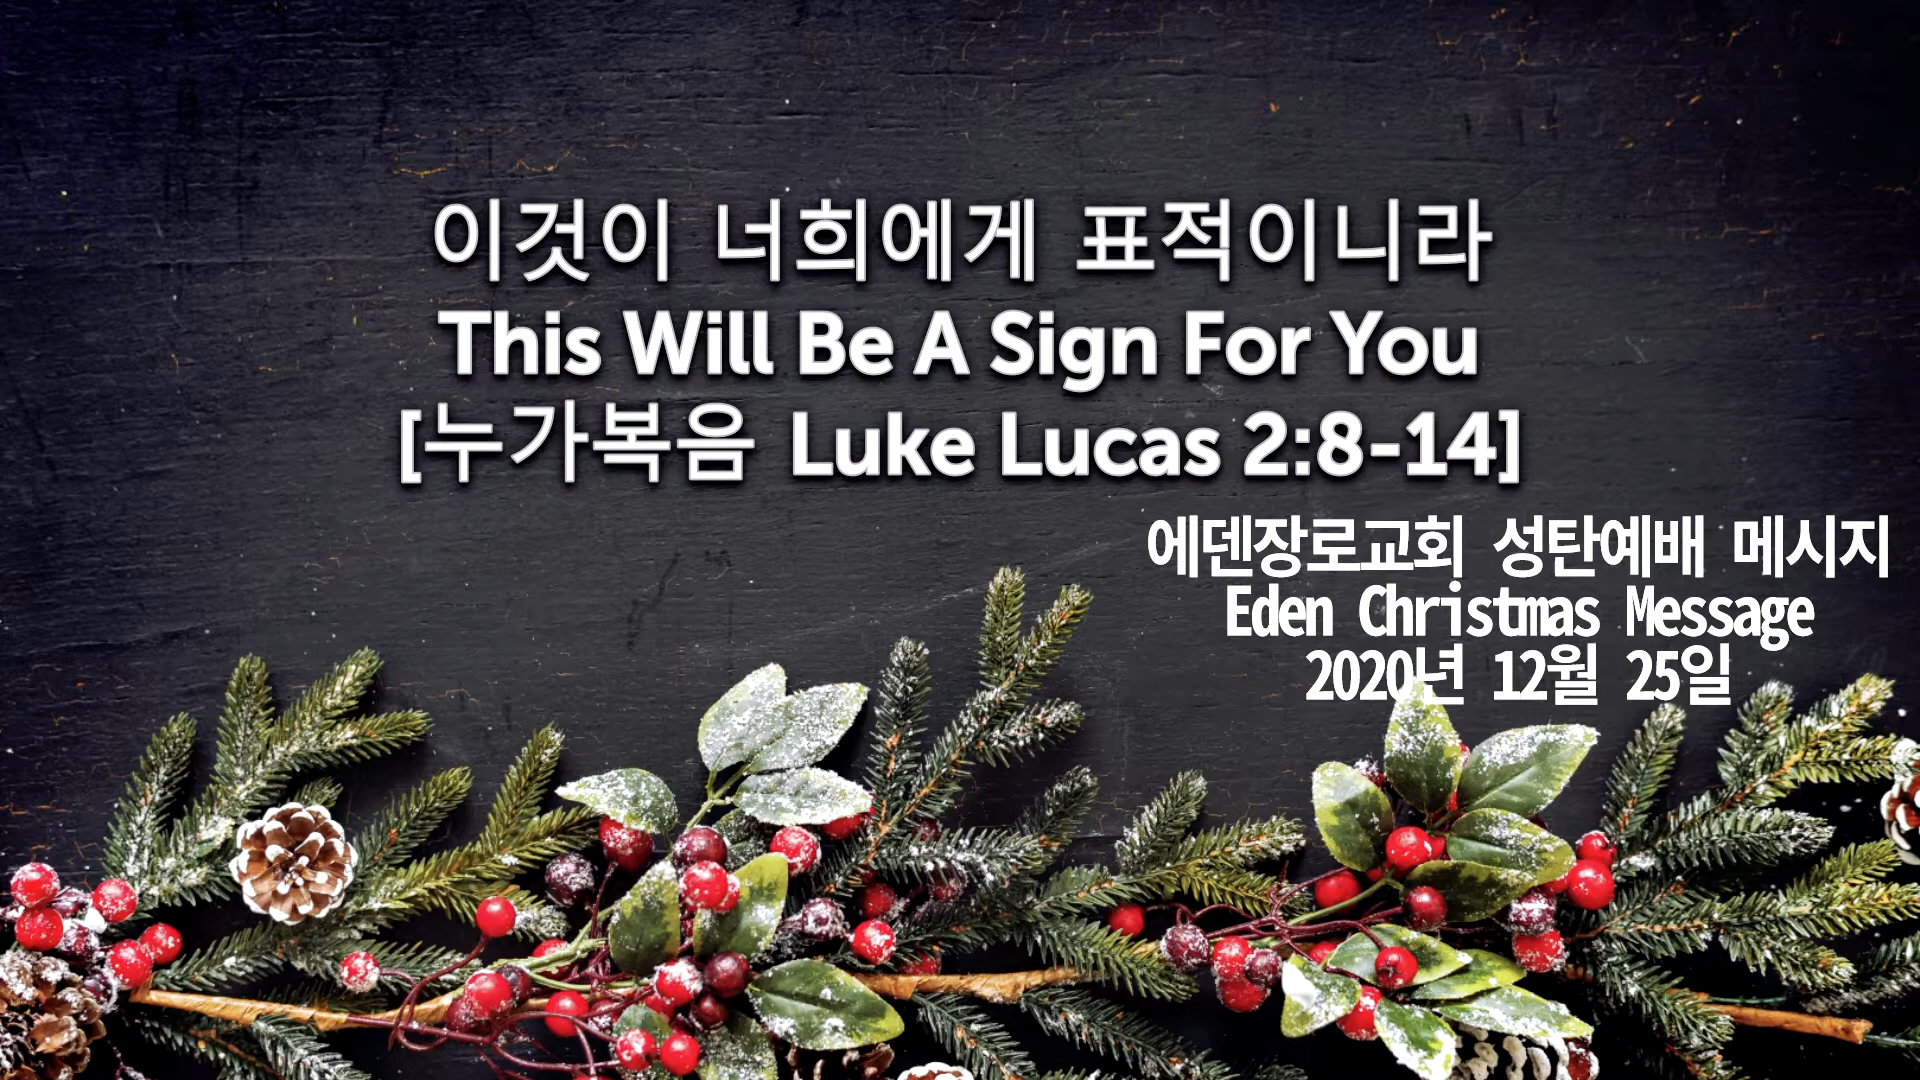 이것이 너희에게 표적이니라
This Will Be A Sign For You
[누가복음 Luke Lucas 2:8-14]
에덴장로교회 성탄예배 메시지
Eden Christmas Message
2020년 12월 25일